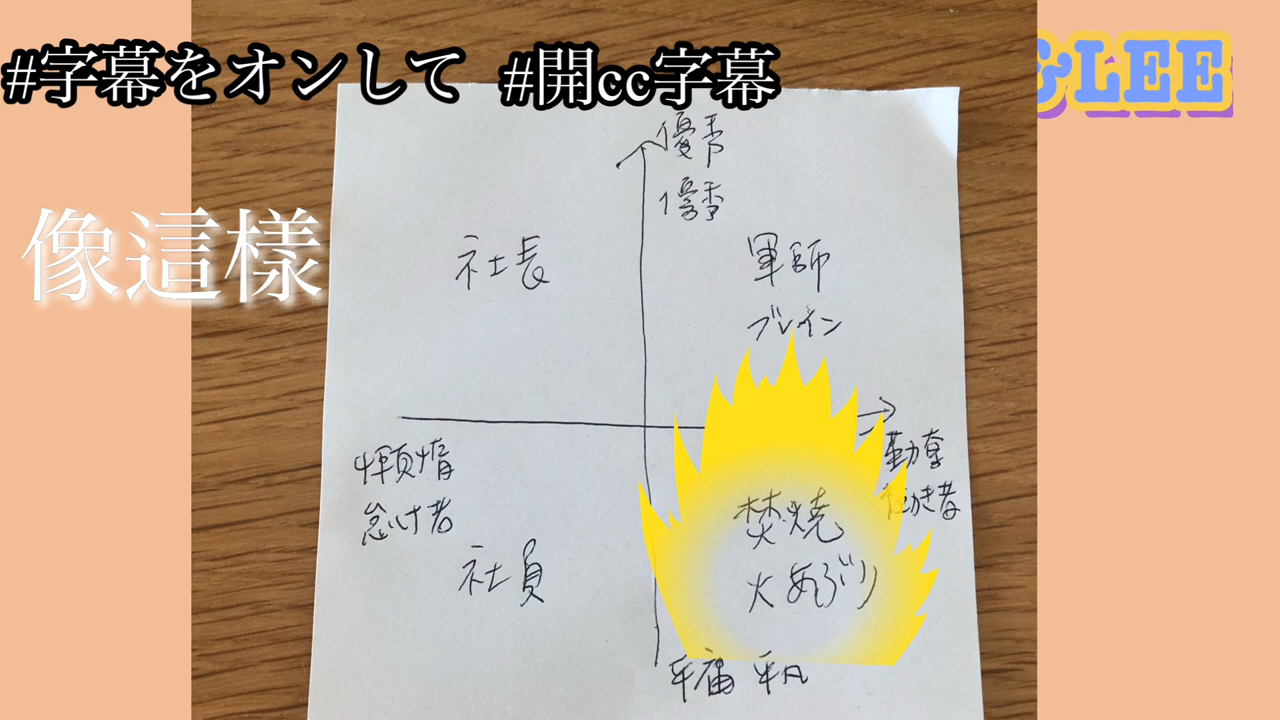 #字幕をオンして #開cc字幕
&LEE
像這樣
優秀
優秀
社長
軍師
ブレイン
懶惰
怠け者
勤奮
働き者
社員
焚燒
火あぶり
平庸 平凡